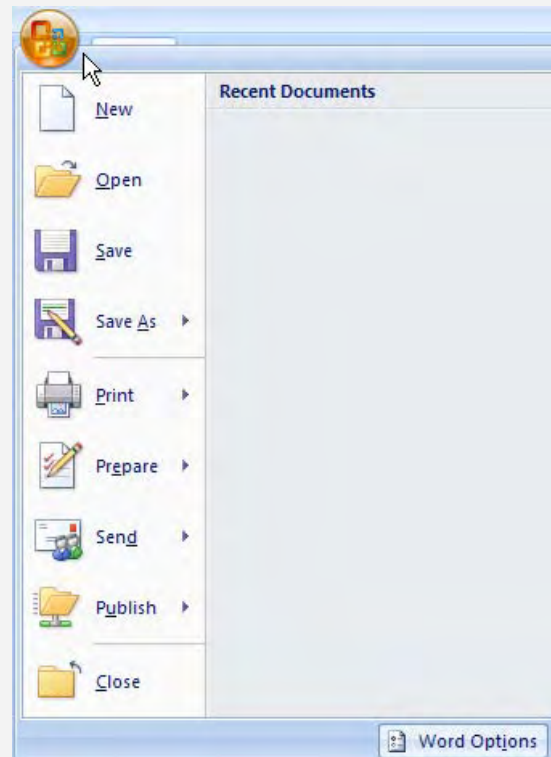 Recent Documents
New
Open
Save
Save As
Print
Prepare
Send
Publish
Close
Word Options